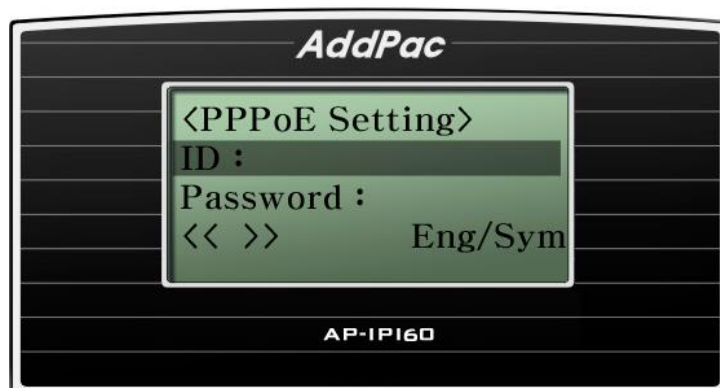 AddPac
<PPPoE Setting>
ID :
Password :
<< >> Eng/Sym
AP-IP160